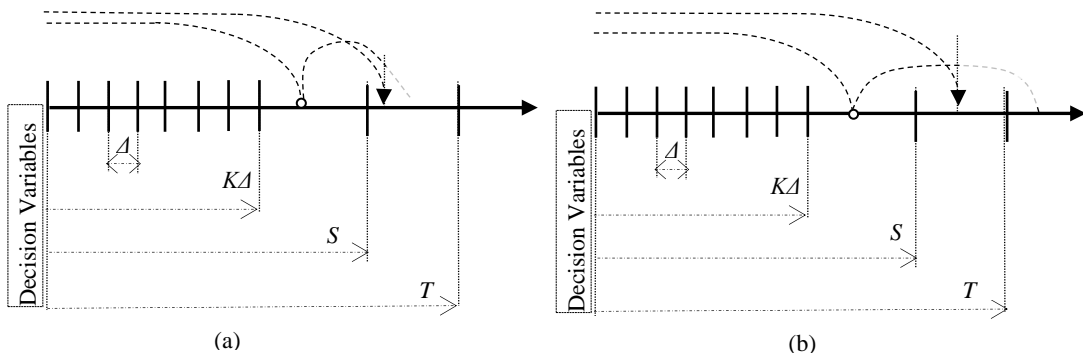 Decision Variables
Δ
KΔ
S
T
(a)
Decision Variables
Δ
KΔ
S
T
(b)